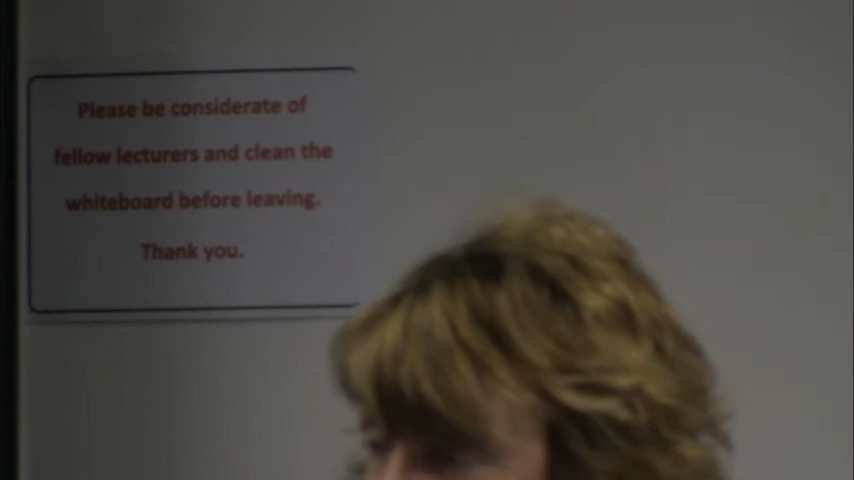 Please be considerate of
fellow lecturers and clean the
whiteboard before leaving.
Thank you.